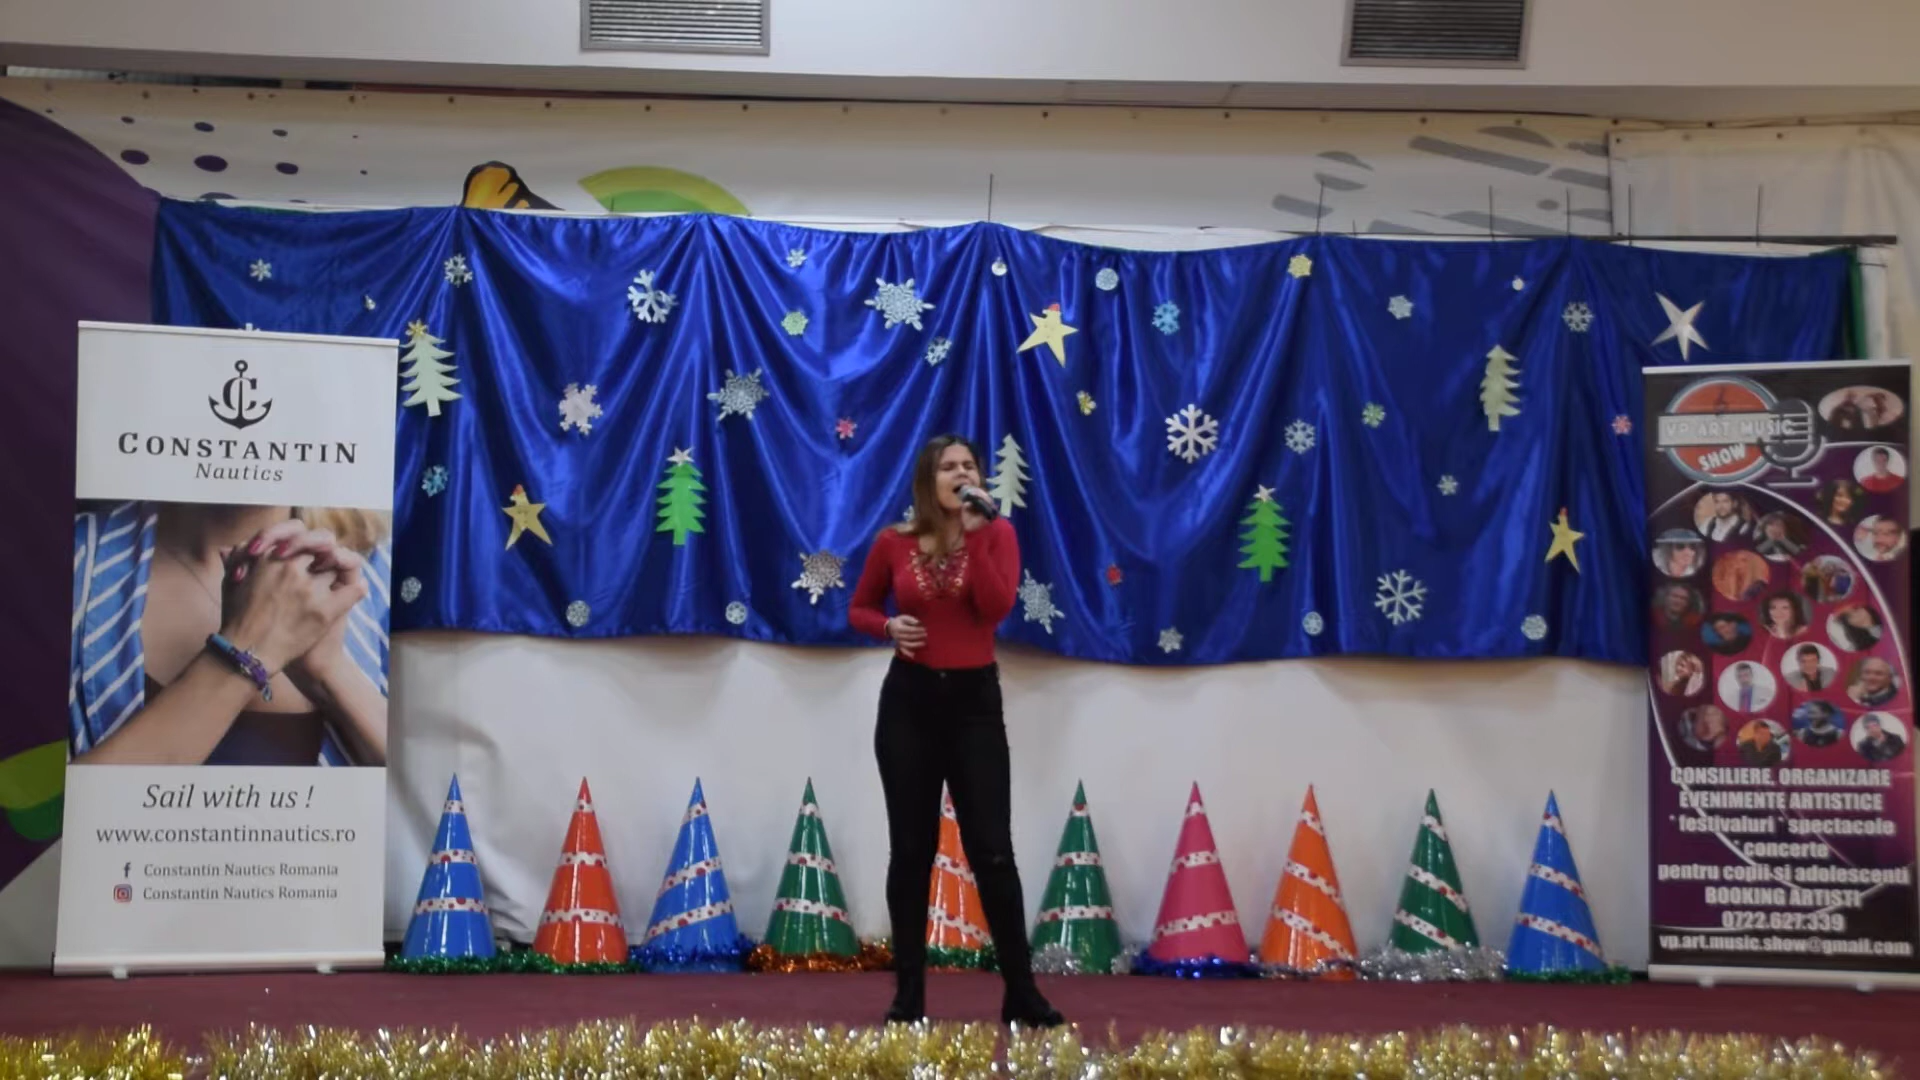 CONSTANTIN
Nautics
Sail with us !
www.constantinnautics.ro
Constantin Nautics Romania
Constantin Nautics Romania
VP ART MUSIC
SHOW
CONSILIERE, ORGANIZARE
EVENIMENTE ARTISTICE
* festivaluri * spectacole
* concerte
pentru copii si adolescenti
BOOKING ARTISTI
0722.627.339
vp.art.music.show@gmail.com